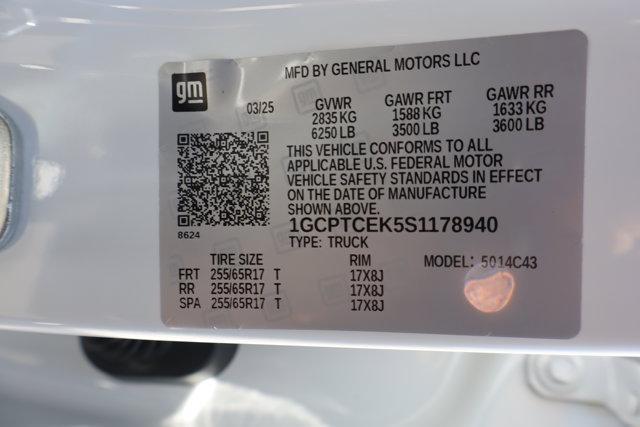 MFD BY GENERAL MOTORS LLC
gm
03/25 GVWR GAWR FRT GAWR RR
2835 KG 1588 KG 1633 KG
6250 LB 3500 LB 3600 LB
THIS VEHICLE CONFORMS TO ALL
APPLICABLE U.S. FEDERAL MOTOR
VEHICLE SAFETY STANDARDS IN EFFECT
ON THE DATE OF MANUFACTURE
SHOWN ABOVE.
8624
1GCPTCEK5S1178940
TYPE: TRUCK
TIRE SIZE RIM MODEL: 5014C43
FRT 255/65R17 T 17X8J
RR 255/65R17 T 17X8J
SPA 255/65R17 T 17X8J